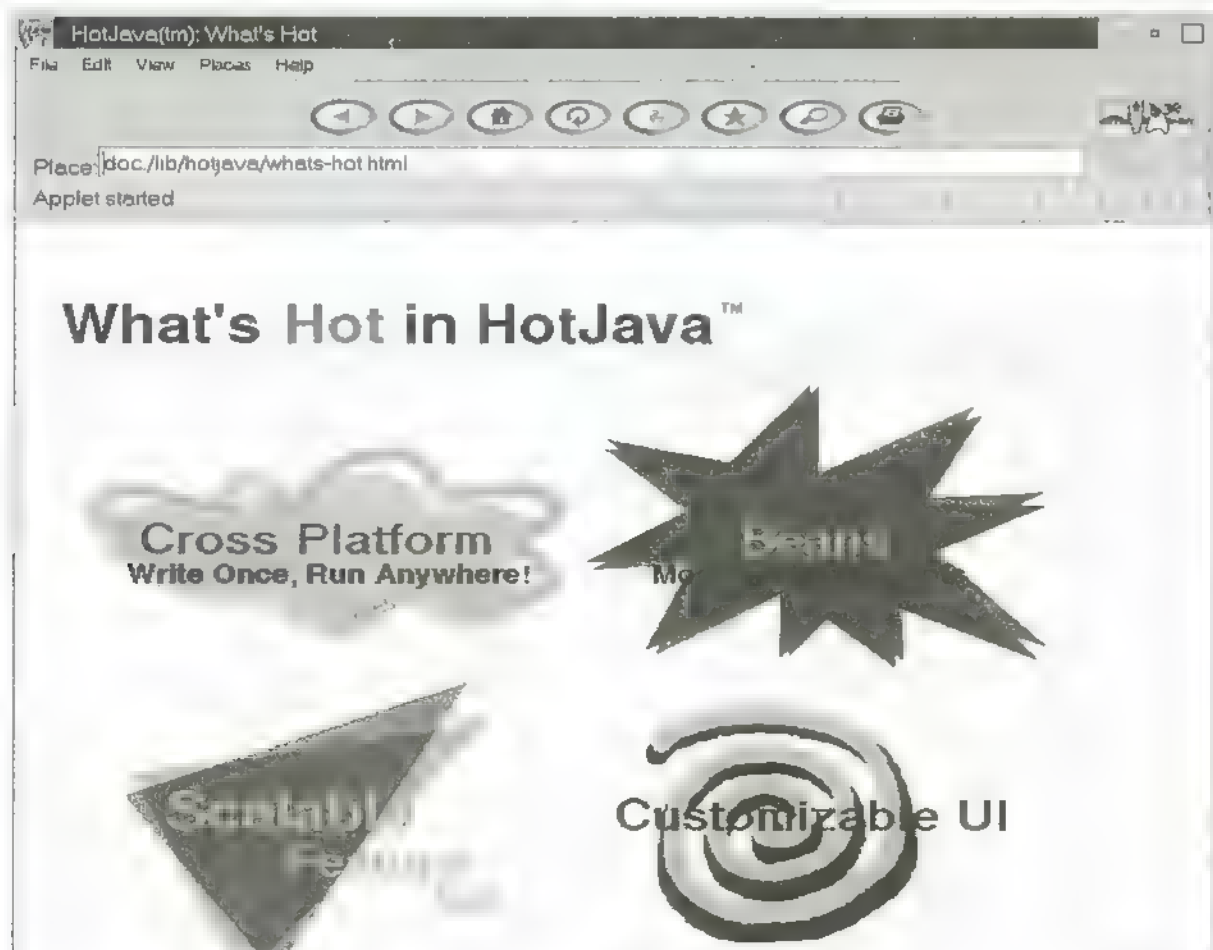 HotJava(tm): What's Hot
File Edit View Places Help
Place: doc./lib/hotjava/whats-hot html
Applet started
What's Hot in HotJava™
Cross Platform
Write Once, Run Anywhere!
Beans
Customizable UI